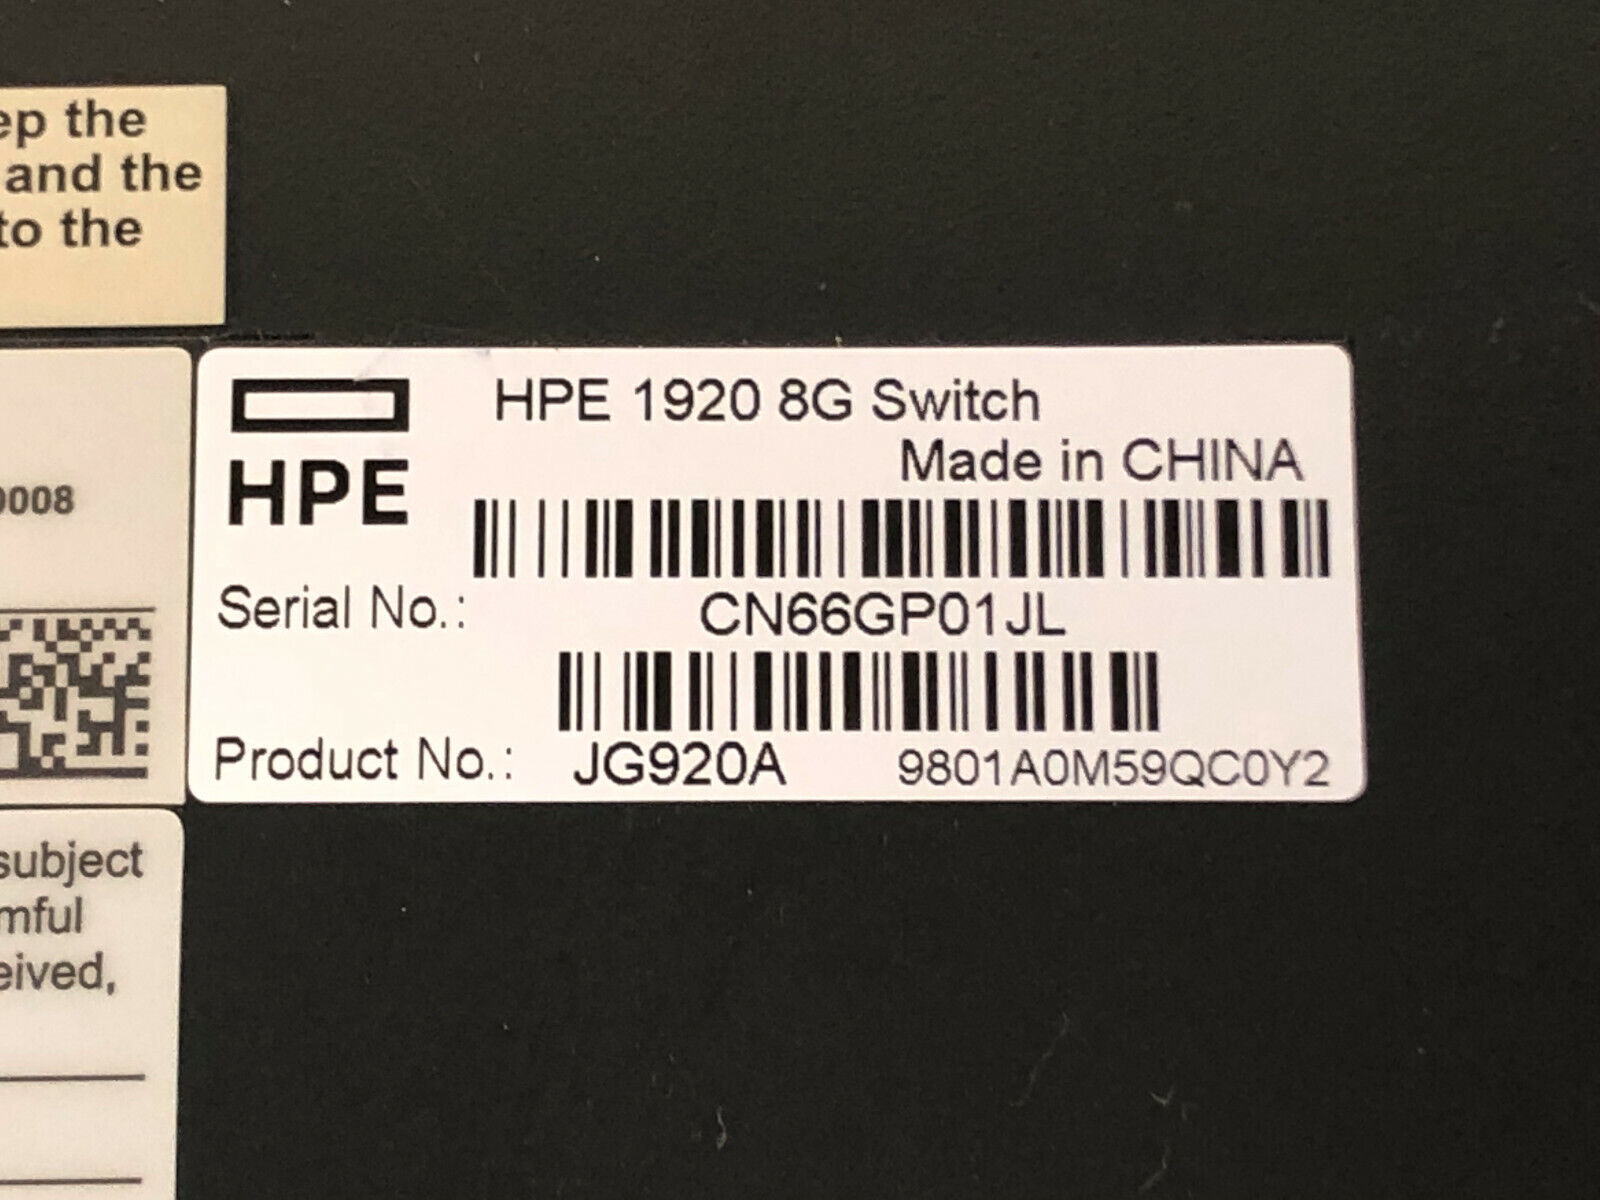 ep the
and the
to the
0008
subject
mful
eived,
HPE
HPE 1920 8G Switch
Made in CHINA
Serial No.: CN66GP01JL
Product No.: JG920A 9801A0M59QC0Y2